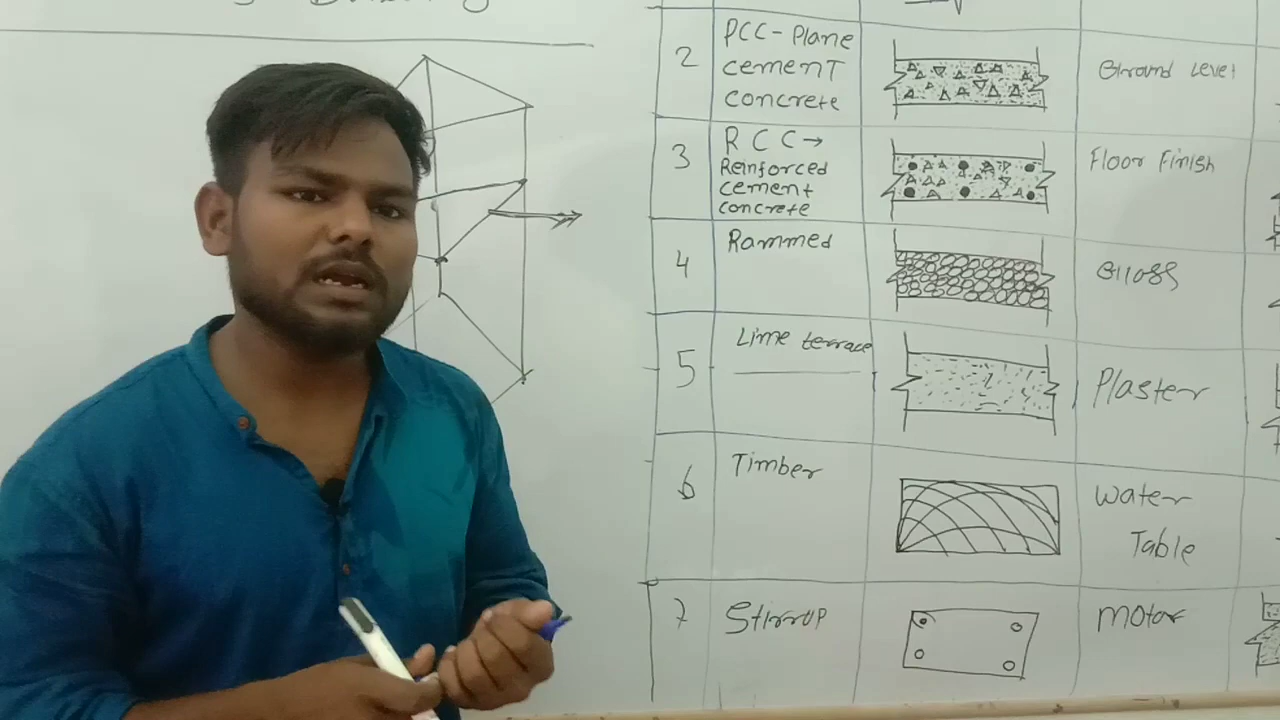 2
PCC- Plane
cement
concrete
Ground Level
3
RCC→
Reinforced
cement
concrete
Floor Finish
4
Rammed
5
Lime terrace
Plaster
6
Timber
Water
Table
7
Stirrup
Motar